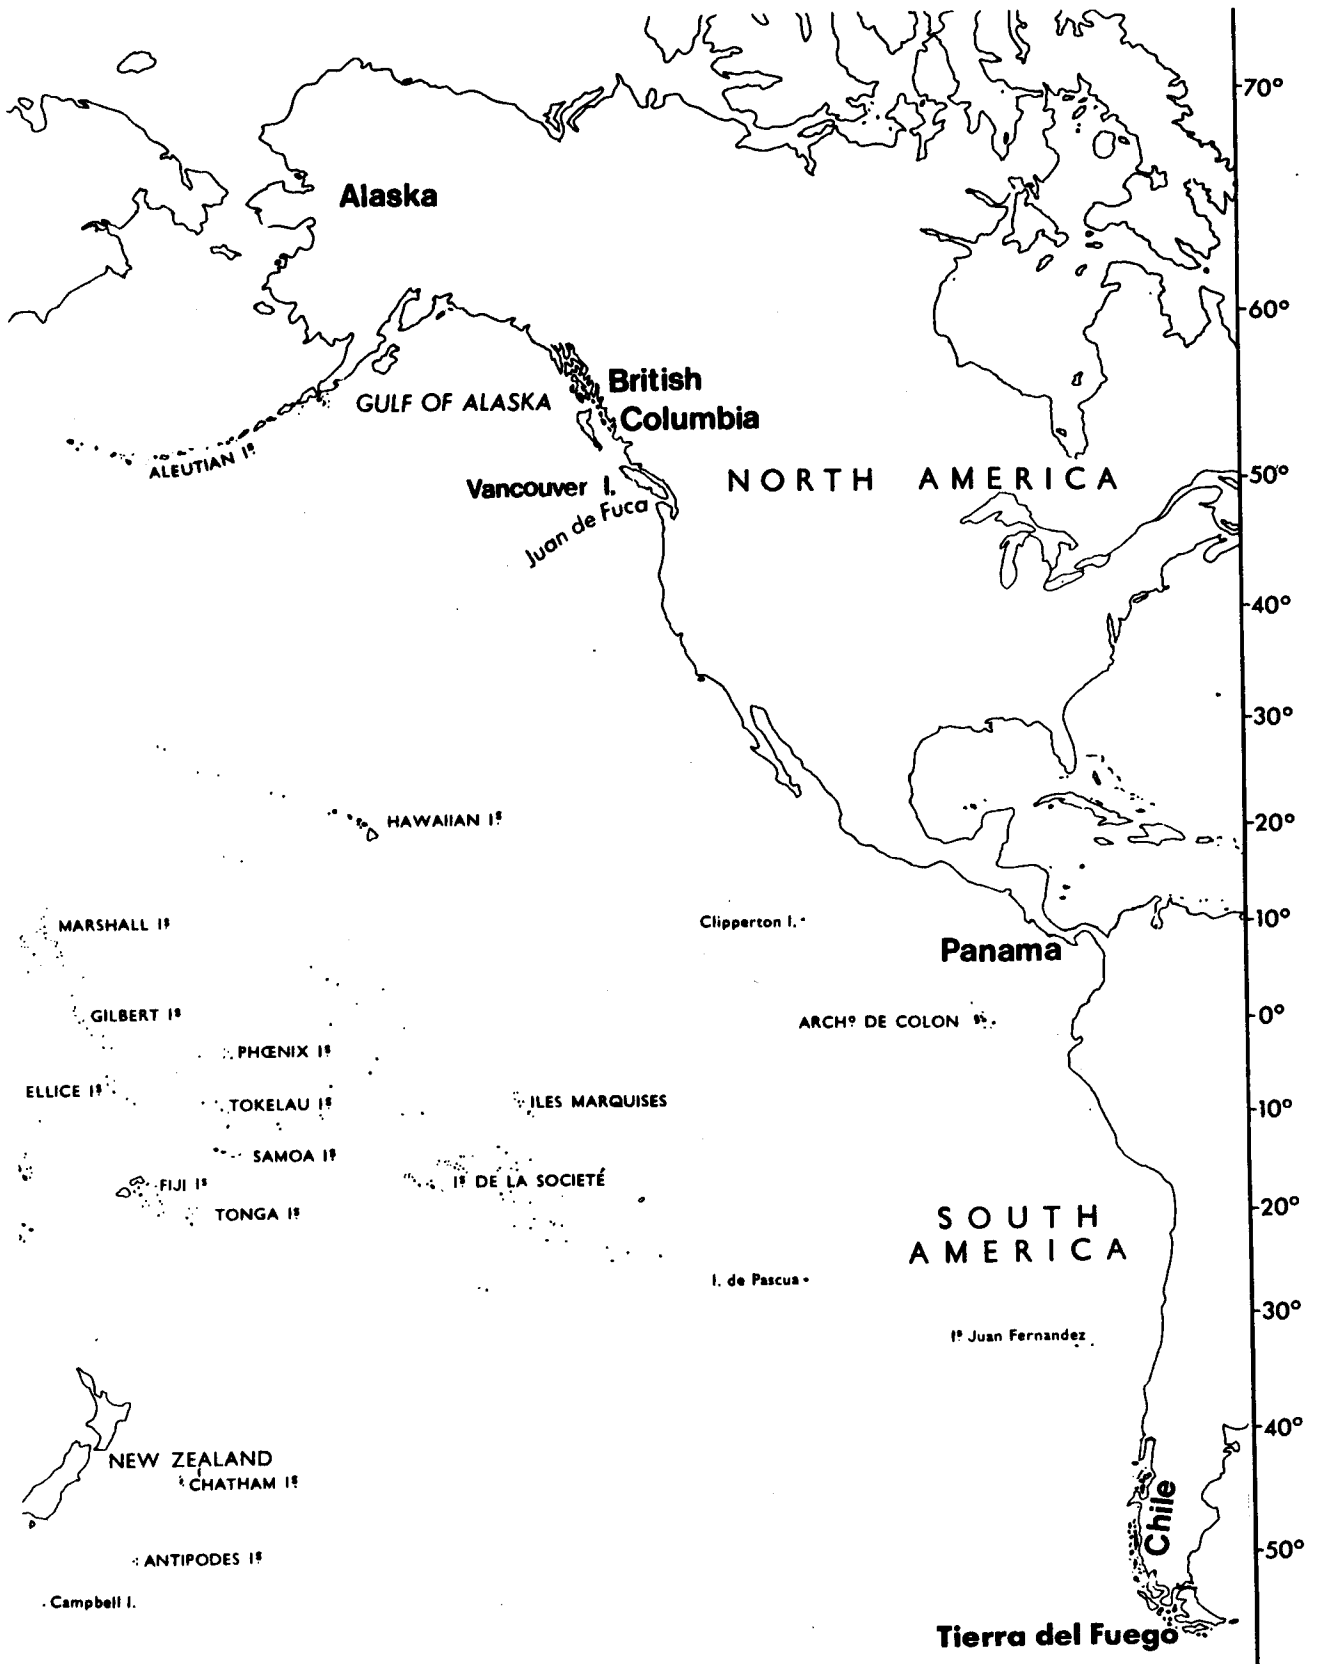 70°
Alaska
60°
British
GULF OF ALASKA
Columbia
ALEUTIAN Iˢ
50°
NORTH AMERICA
Vancouver I.
Juan de Fuca
40°
30°
20°
HAWAIIAN Iˢ
MARSHALL Iˢ
Clipperton I.
10°
Panama
GILBERT Iˢ
ARCHº DE COLON
0°
PHŒNIX Iˢ
ELLICE Iˢ
TOKELAU Iˢ
ILES MARQUISES
10°
SAMOA Iˢ
FIJI Iˢ
Iˢ DE LA SOCIETÉ
TONGA Iˢ
20°
SOUTH
AMERICA
I. de Pascua
30°
Iˢ Juan Fernandez
40°
NEW ZEALAND
CHATHAM Iˢ
Chile
50°
ANTIPODES Iˢ
Campbell I.
Tierra del Fuego